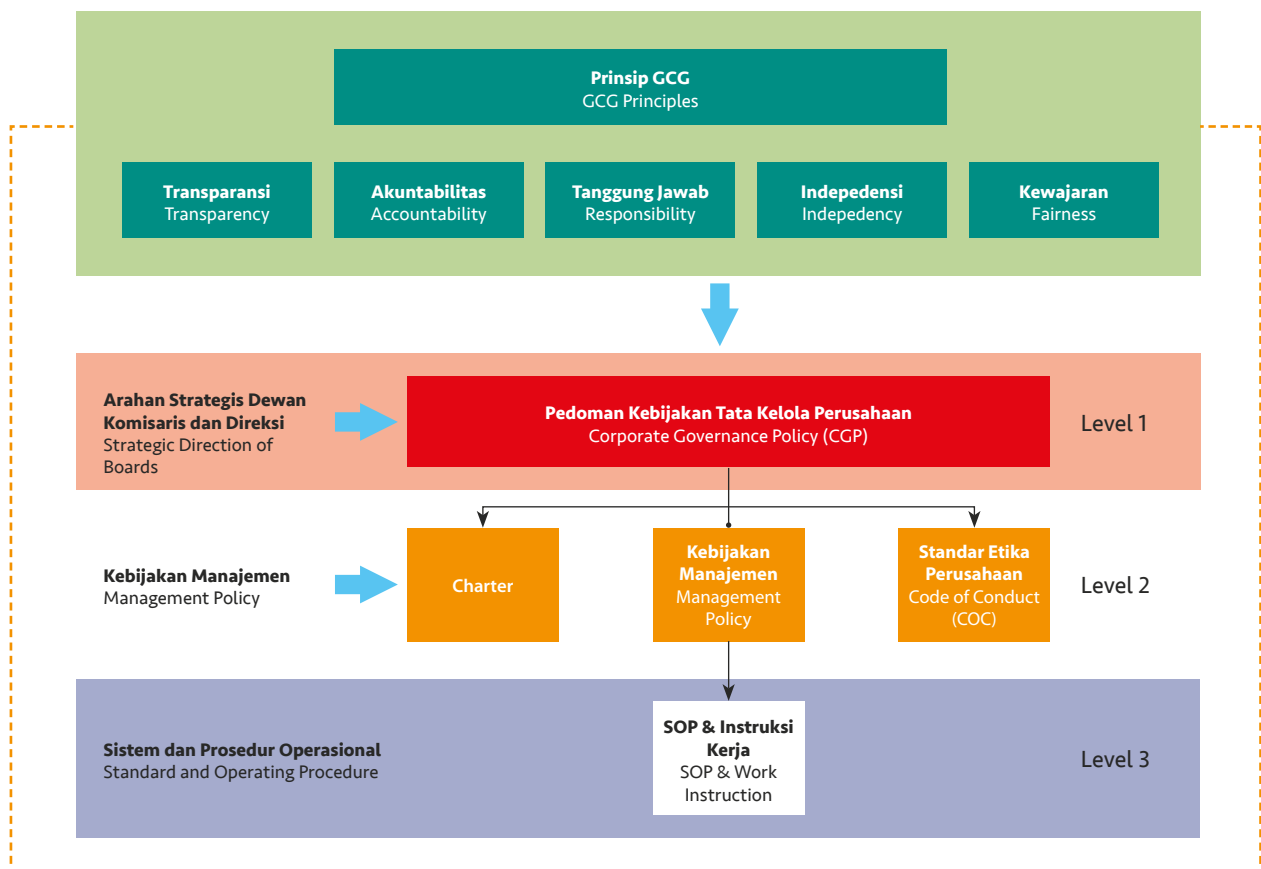 Prinsip GCG
GCG Principles
Transparansi
Transparency
Akuntabilitas
Accountability
Tanggung Jawab
Responsibility
Indepedensi
Indepedency
Kewajaran
Fairness
Arahan Strategis Dewan
Komisaris dan Direksi
Strategic Direction of
Boards
Pedoman Kebijakan Tata Kelola Perusahaan
Corporate Governance Policy (CGP)
Level 1
Kebijakan Manajemen
Management Policy
Charter
Kebijakan
Manajemen
Management
Policy
Standar Etika
Perusahaan
Code of Conduct
(COC)
Level 2
Sistem dan Prosedur Operasional
Standard and Operating Procedure
SOP & Instruksi
Kerja
SOP & Work
Instruction
Level 3